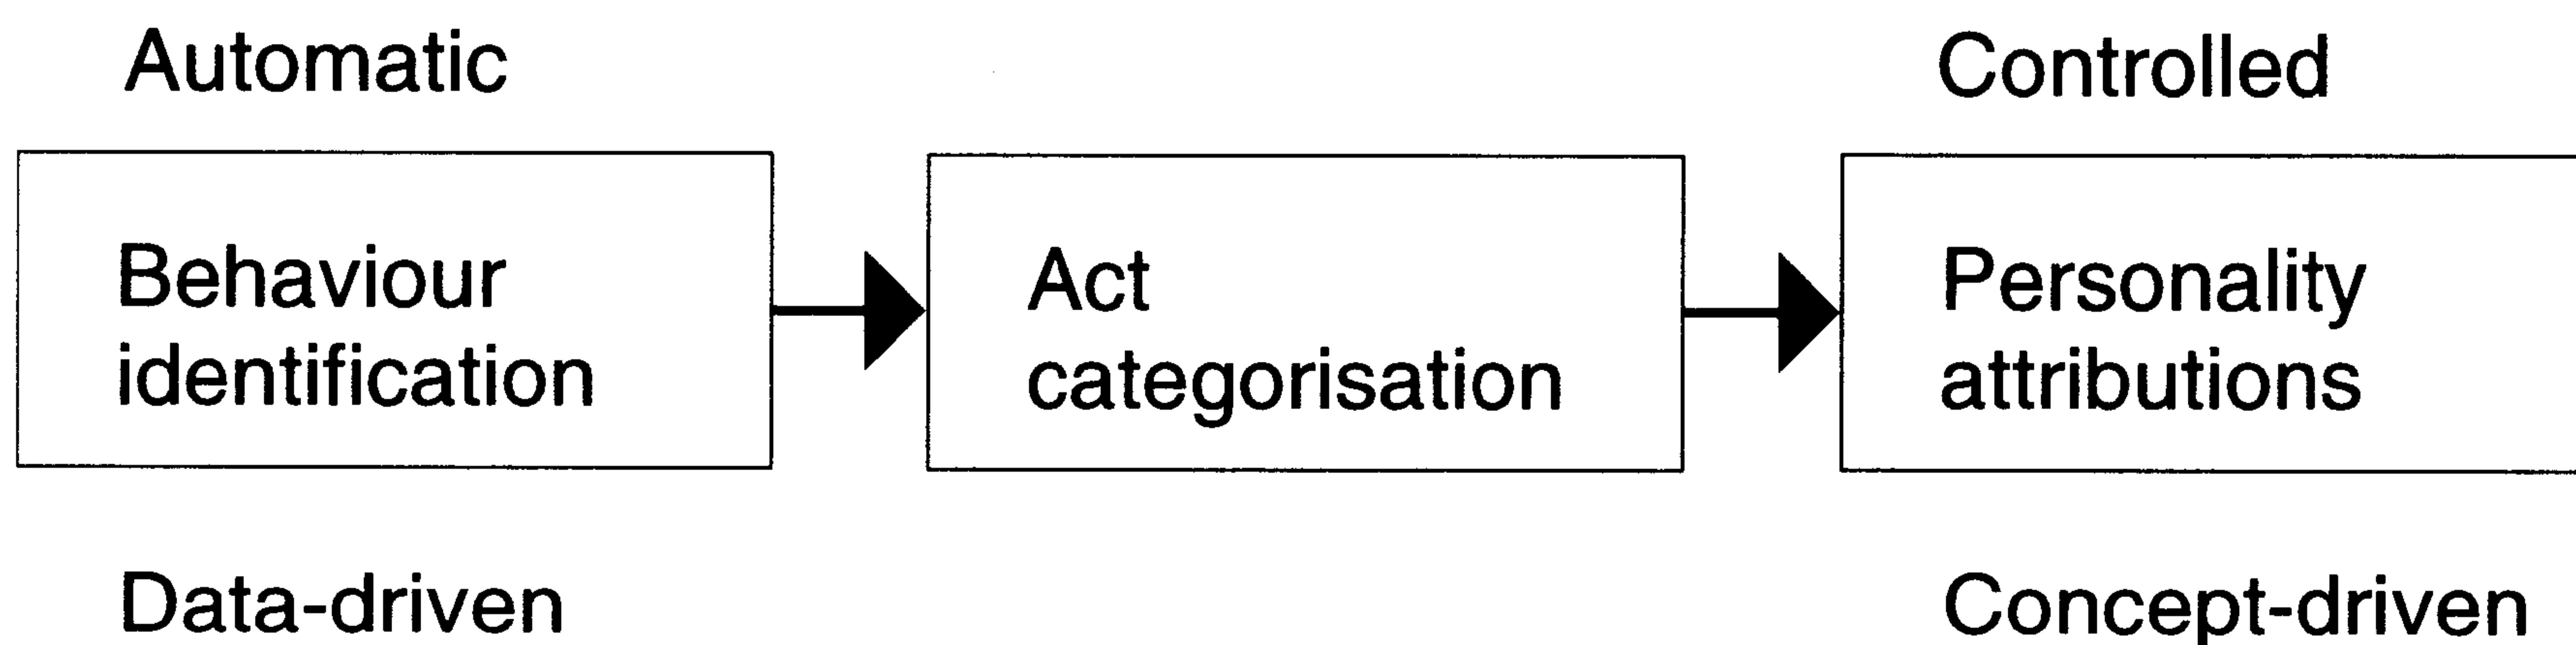 Automatic
Controlled
Behaviour
identification
Act
categorisation
Personality
attributions
Data-driven
Concept-driven